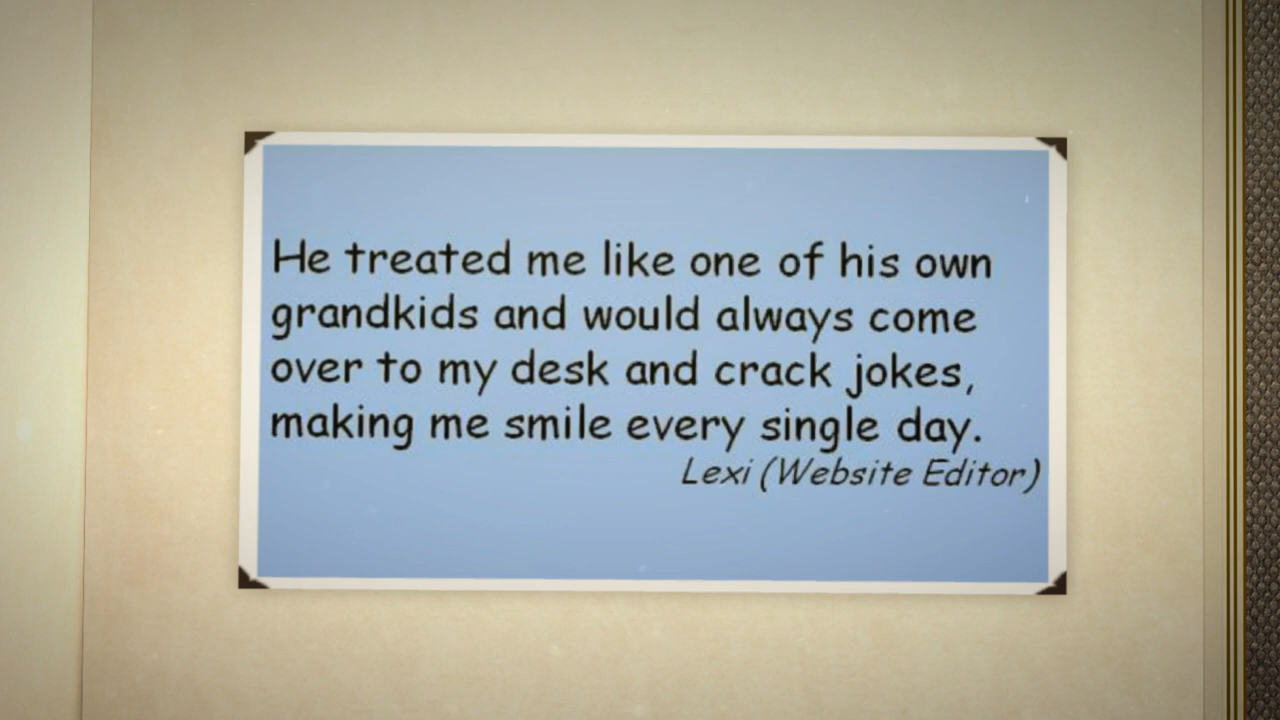 He treated me like one of his own
grandkids and would always come
over to my desk and crack jokes,
making me smile every single day.
Lexi (Website Editor)